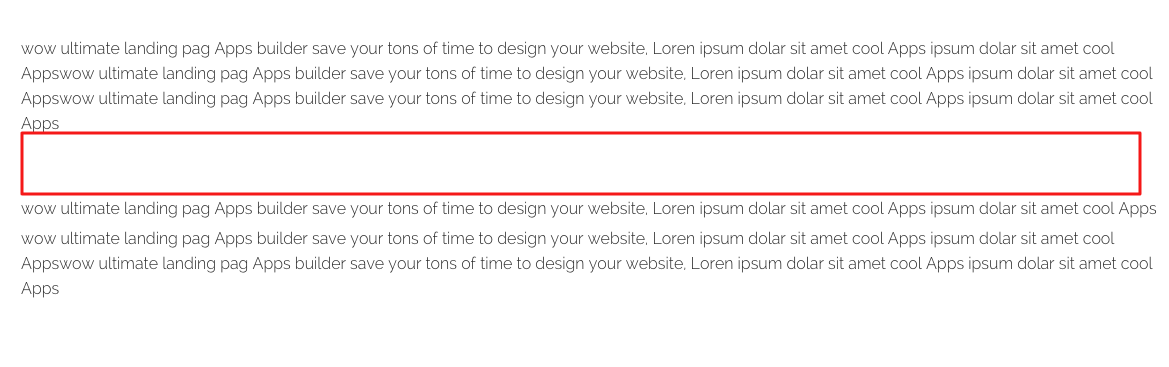 wow ultimate landing pag Apps builder save your tons of time to design your website, Loren ipsum dolar sit amet cool Apps ipsum dolar sit amet cool
Appswow ultimate landing pag Apps builder save your tons of time to design your website, Loren ipsum dolar sit amet cool Apps ipsum dolar sit amet cool
Appswow ultimate landing pag Apps builder save your tons of time to design your website, Loren ipsum dolar sit amet cool Apps ipsum dolar sit amet cool
Apps
wow ultimate landing pag Apps builder save your tons of time to design your website, Loren ipsum dolar sit amet cool Apps ipsum dolar sit amet cool Apps
wow ultimate landing pag Apps builder save your tons of time to design your website, Loren ipsum dolar sit amet cool Apps ipsum dolar sit amet cool
Appswow ultimate landing pag Apps builder save your tons of time to design your website, Loren ipsum dolar sit amet cool Apps ipsum dolar sit amet cool
Apps